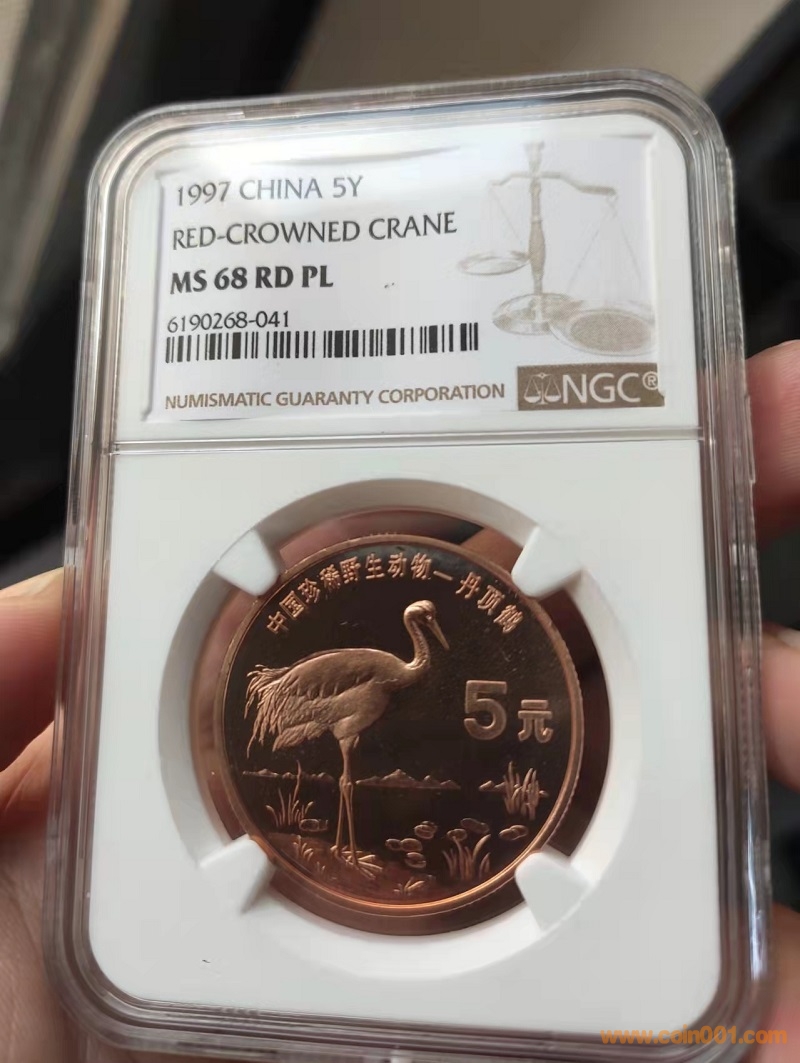 1997 CHINA 5Y
RED-CROWNED CRANE
MS 68 RD PL
6190268-041
NUMISMATIC GUARANTY CORPORATION
NGC®
中国珍稀野生动物—丹顶鹤
5元
www.coin001.com